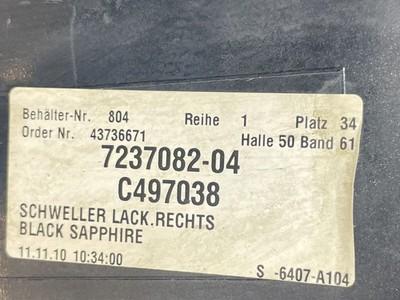 Behälter-Nr. 804 Reihe 1 Platz 34
Order Nr. 43736671 Halle 50 Band 61
7237082-04
C497038
SCHWELLER LACK.RECHTS
BLACK SAPPHIRE
11.11.10 10:34:00 S -6407-A104